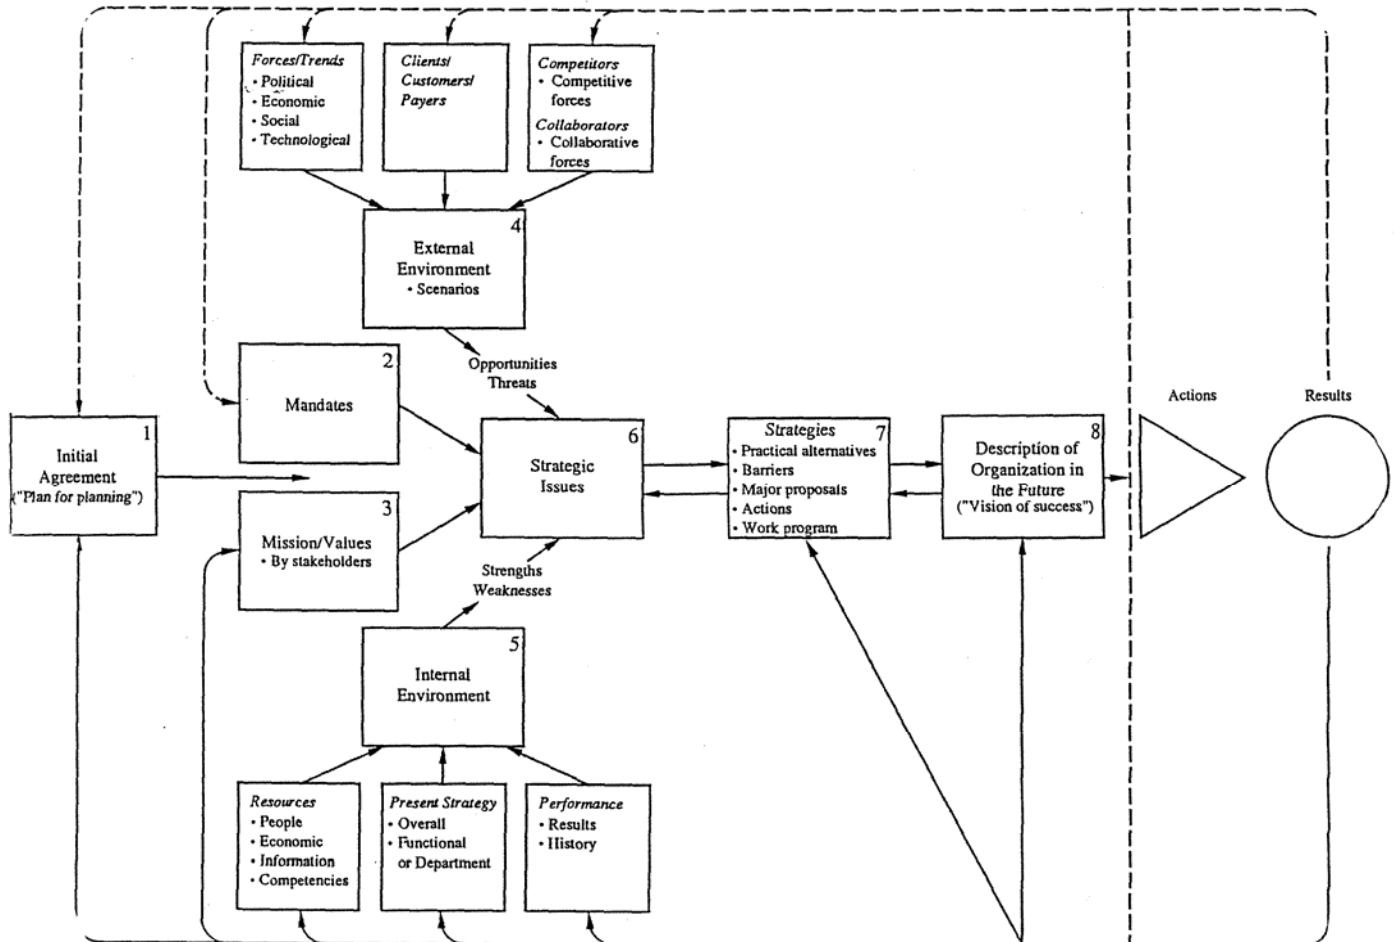 Forces/Trends
• Political
• Economic
• Social
• Technological
Clients/
Customers/
Payers
Competitors
• Competitive
forces
Collaborators
• Collaborative
forces
4
External
Environment
• Scenarios
Opportunities
Threats
2
Mandates
1
Initial
Agreement
("Plan for planning")
3
Mission/Values
• By stakeholders
6
Strategic
Issues
Strategies
7
• Practical alternatives
• Barriers
• Major proposals
• Actions
• Work program
8
Description of
Organization in
the Future
("Vision of success")
Actions
Results
Strengths
Weaknesses
5
Internal
Environment
Resources
• People
• Economic
• Information
• Competencies
Present Strategy
• Overall
• Functional
or Department
Performance
• Results
• History